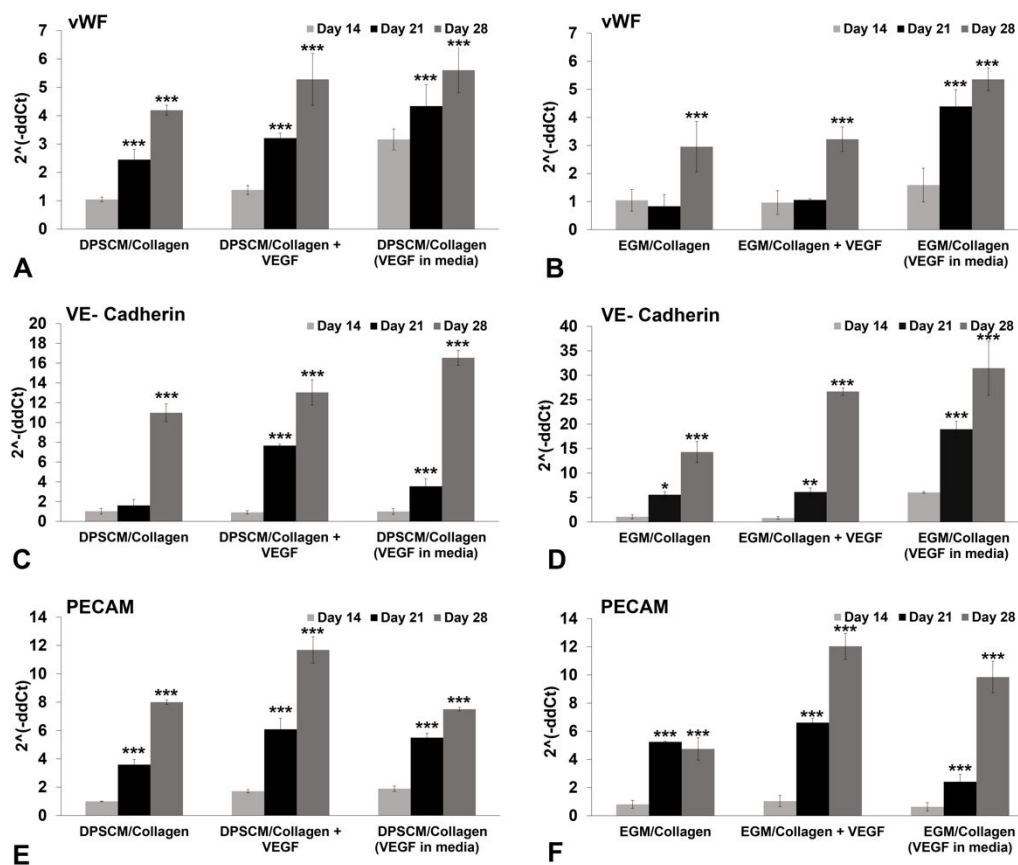 vWF
Day 14 Day 21 Day 28
7
6
5
4
3
2
1
0
2^(-ddCt)
*** *** *** *** *** ***
DPSCM/Collagen DPSCM/Collagen + DPSCM/Collagen
VEGF (VEGF in media)
A
vWF
Day 14 Day 21 Day 28
7
6
5
4
3
2
1
0
2^(-ddCt)
*** *** *** ***
EGM/Collagen EGM/Collagen + VEGF EGM/Collagen
(VEGF in media)
B
VE- Cadherin
Day 14 Day 21 Day 28
20
18
16
14
12
10
8
6
4
2
0
2^-(ddCt)
*** *** *** *** ***
DPSCM/Collagen DPSCM/Collagen + DPSCM/Collagen
VEGF (VEGF in media)
C
VE- Cadherin
Day 14 Day 21 Day 28
40
35
30
25
20
15
10
5
0
2^(-ddCt)
* *** ** *** *** ***
EGM/Collagen EGM/Collagen + VEGF EGM/Collagen
(VEGF in media)
D
PECAM
Day 14 Day 21 Day 28
14
12
10
8
6
4
2
0
2^(-ddCt)
*** *** *** *** *** ***
DPSCM/Collagen DPSCM/Collagen + DPSCM/Collagen
VEGF (VEGF in media)
E
PECAM
Day 14 Day 21 Day 28
14
12
10
8
6
4
2
0
2^(-ddCt)
*** *** *** *** *** ***
EGM/Collagen EGM/Collagen + VEGF EGM/Collagen
(VEGF in media)
F